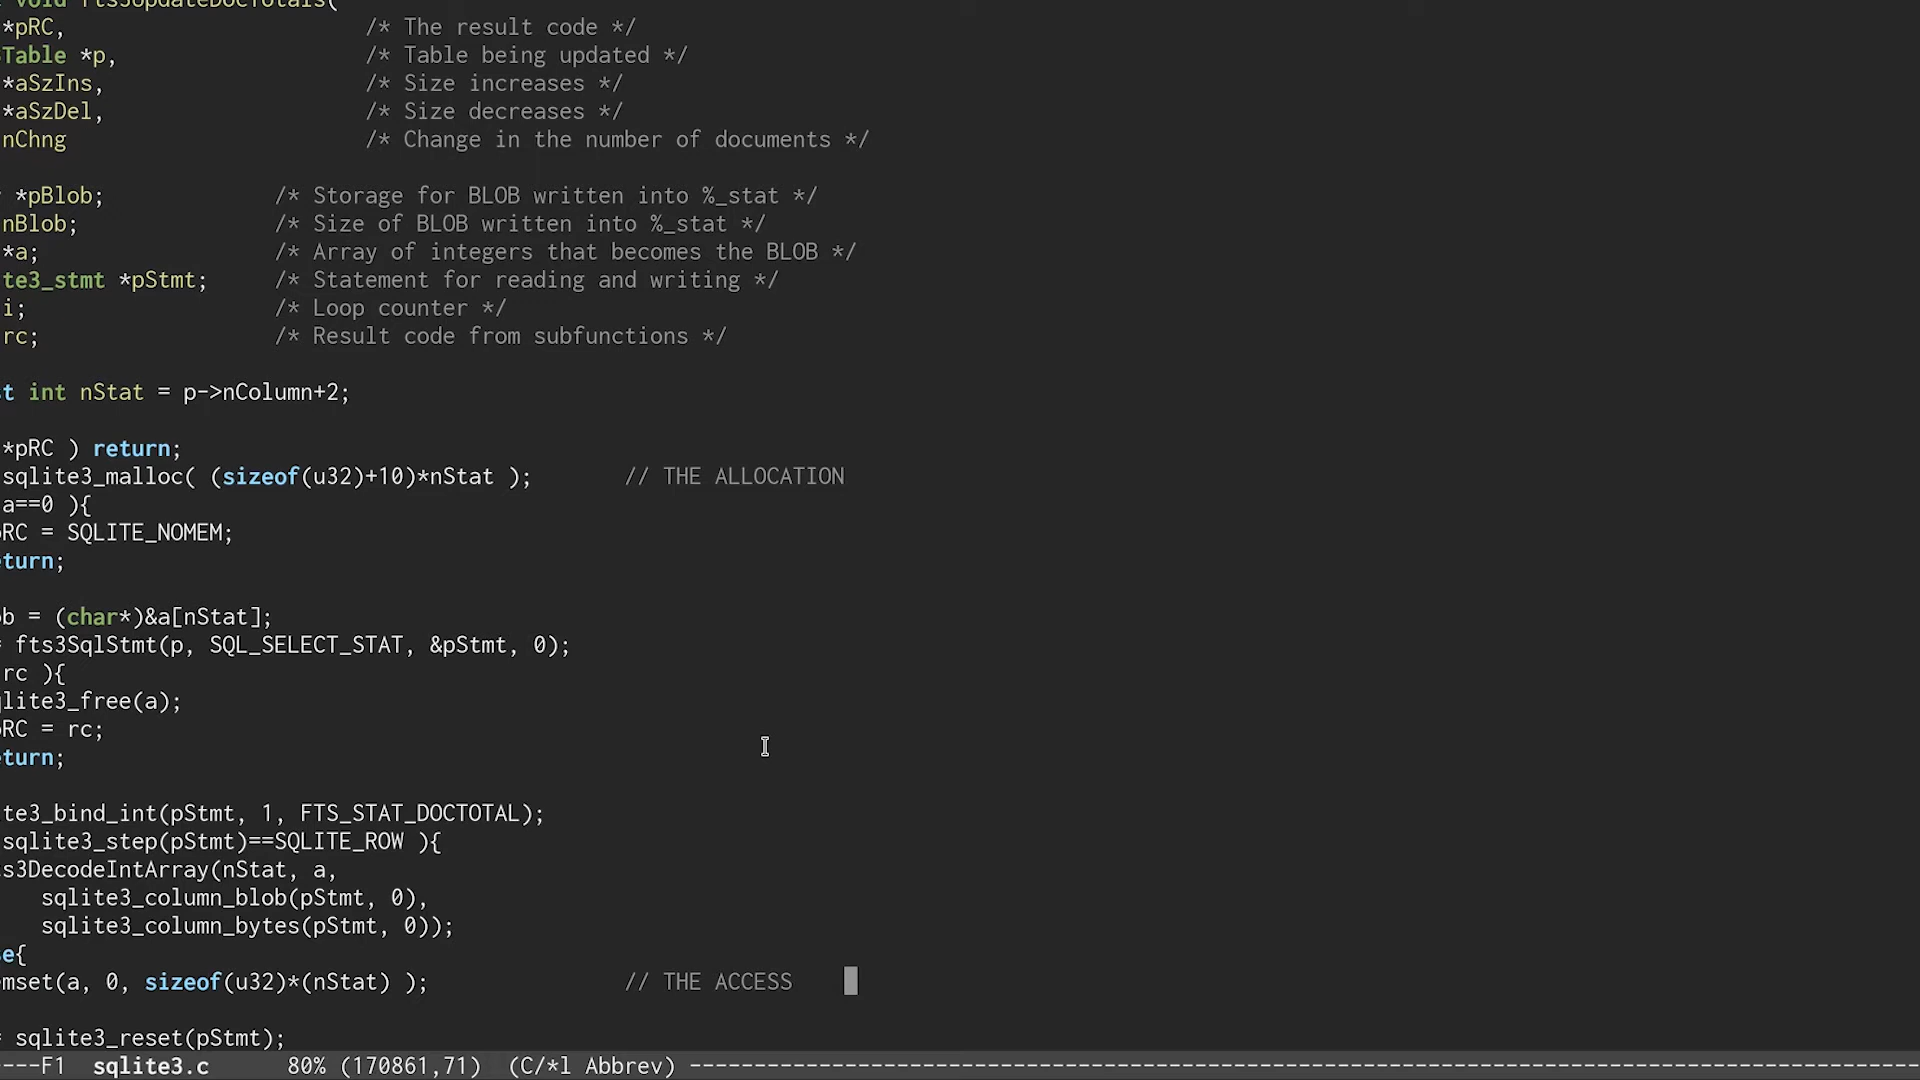 void fts3UpdateDocTotals(
*pRC, /* The result code */
Table *p, /* Table being updated */
*aSzIns, /* Size increases */
*aSzDel, /* Size decreases */
nChng /* Change in the number of documents */
*pBlob; /* Storage for BLOB written into %_stat */
nBlob; /* Size of BLOB written into %_stat */
*a; /* Array of integers that becomes the BLOB */
te3_stmt *pStmt; /* Statement for reading and writing */
i; /* Loop counter */
rc; /* Result code from subfunctions */
t int nStat = p->nColumn+2;
*pRC ) return;
sqlite3_malloc( (sizeof(u32)+10)*nStat ); // THE ALLOCATION
a==0 ){
RC = SQLITE_NOMEM;
turn;
b = (char*)&a[nStat];
= fts3SqlStmt(p, SQL_SELECT_STAT, &pStmt, 0);
rc ){
lite3_free(a);
RC = rc;
turn;
te3_bind_int(pStmt, 1, FTS_STAT_DOCTOTAL);
sqlite3_step(pStmt)==SQLITE_ROW ){
s3DecodeIntArray(nStat, a,
sqlite3_column_blob(pStmt, 0),
sqlite3_column_bytes(pStmt, 0));
e{
mset(a, 0, sizeof(u32)*(nStat) ); // THE ACCESS
= sqlite3_reset(pStmt);
----F1 sqlite3.c 80% (170861,71) (C/*l Abbrev) ----------